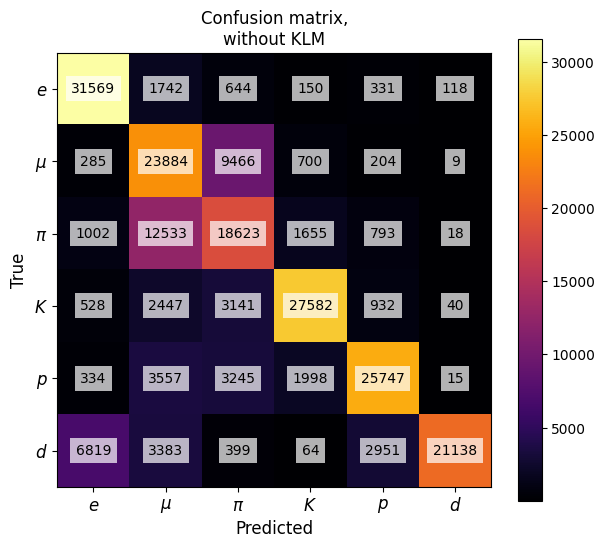 Confusion matrix,
without KLM
e 31569 1742 644 150 331 118
μ 285 23884 9466 700 204 9
π 1002 12533 18623 1655 793 18
K 528 2447 3141 27582 932 40
p 334 3557 3245 1998 25747 15
d 6819 3383 399 64 2951 21138
e μ π K p d
Predicted
True
30000
25000
20000
15000
10000
5000